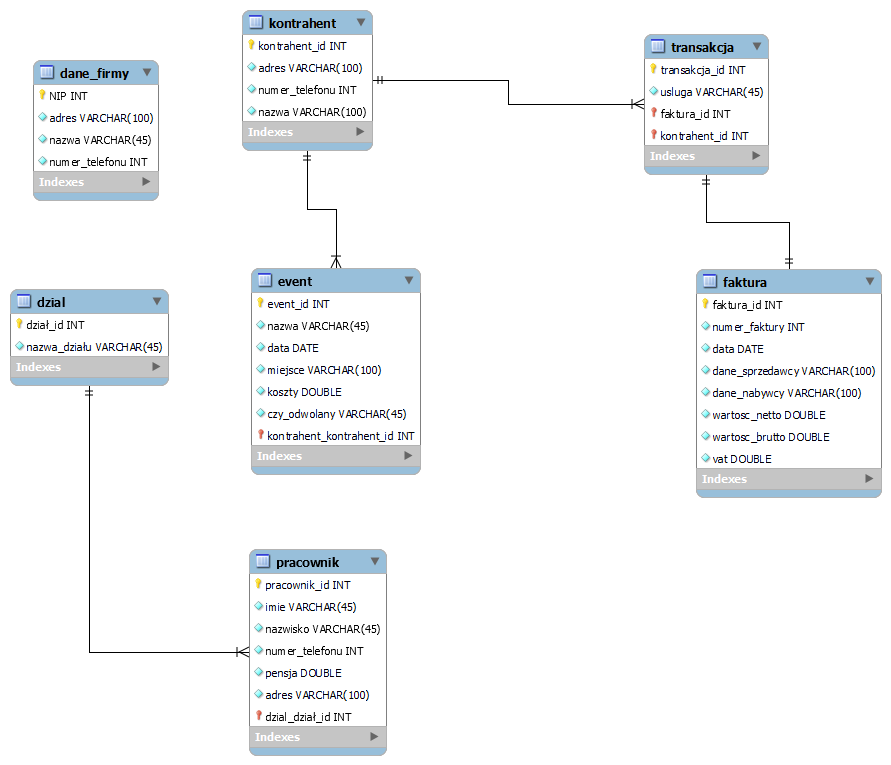 kontrahent
kontrahent_id INT
adres VARCHAR(100)
numer_telefonu INT
nazwa VARCHAR(100)
Indexes
transakcja
transakcja_id INT
usluga VARCHAR(45)
faktura_id INT
kontrahent_id INT
Indexes
dane_firmy
NIP INT
adres VARCHAR(100)
nazwa VARCHAR(45)
numer_telefonu INT
Indexes
event
event_id INT
nazwa VARCHAR(45)
data DATE
miejsce VARCHAR(100)
koszty DOUBLE
czy_odwolany VARCHAR(45)
kontrahent_kontrahent_id INT
Indexes
faktura
faktura_id INT
numer_faktury INT
data DATE
dane_sprzedawcy VARCHAR(100)
dane_nabywcy VARCHAR(100)
wartosc_netto DOUBLE
wartosc_brutto DOUBLE
vat DOUBLE
Indexes
dzial
dział_id INT
nazwa_działu VARCHAR(45)
Indexes
pracownik
pracownik_id INT
imie VARCHAR(45)
nazwisko VARCHAR(45)
numer_telefonu INT
pensja DOUBLE
adres VARCHAR(100)
dzial_dział_id INT
Indexes